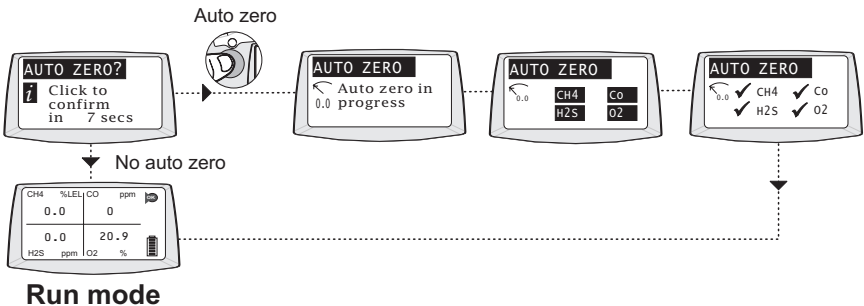 Auto zero
AUTO ZERO?
i Click to
confirm
in 7 secs
AUTO ZERO
0.0 Auto zero in
progress
AUTO ZERO
0.0 CH4 Co
H2S O2
AUTO ZERO
0.0 CH4 Co
H2S O2
No auto zero
CH4 %LEL CO ppm
0.0 0
0.0 20.9
H2S ppm O2 %
OK
Run mode